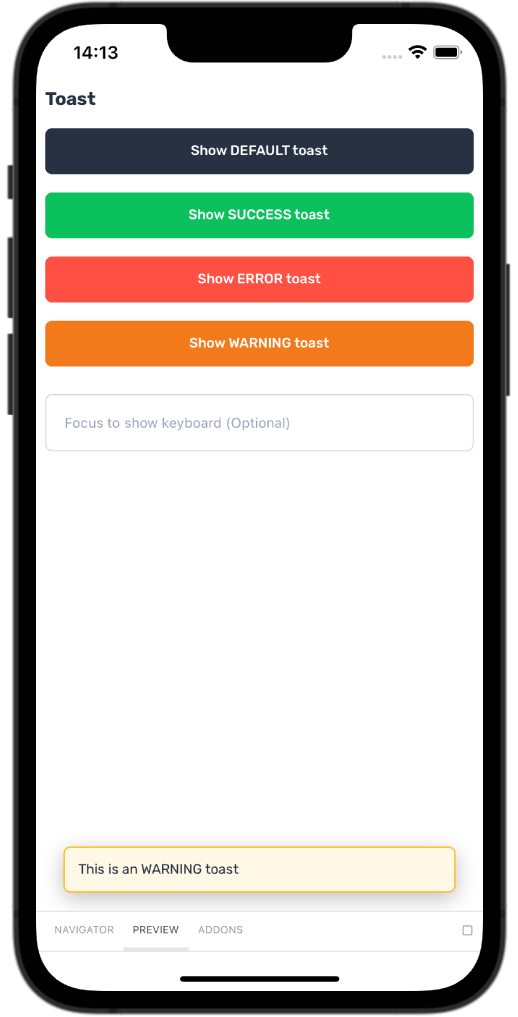 14:13
Toast
Show DEFAULT toast
Show SUCCESS toast
Show ERROR toast
Show WARNING toast
Focus to show keyboard (Optional)
This is an WARNING toast
NAVIGATOR PREVIEW ADDONS